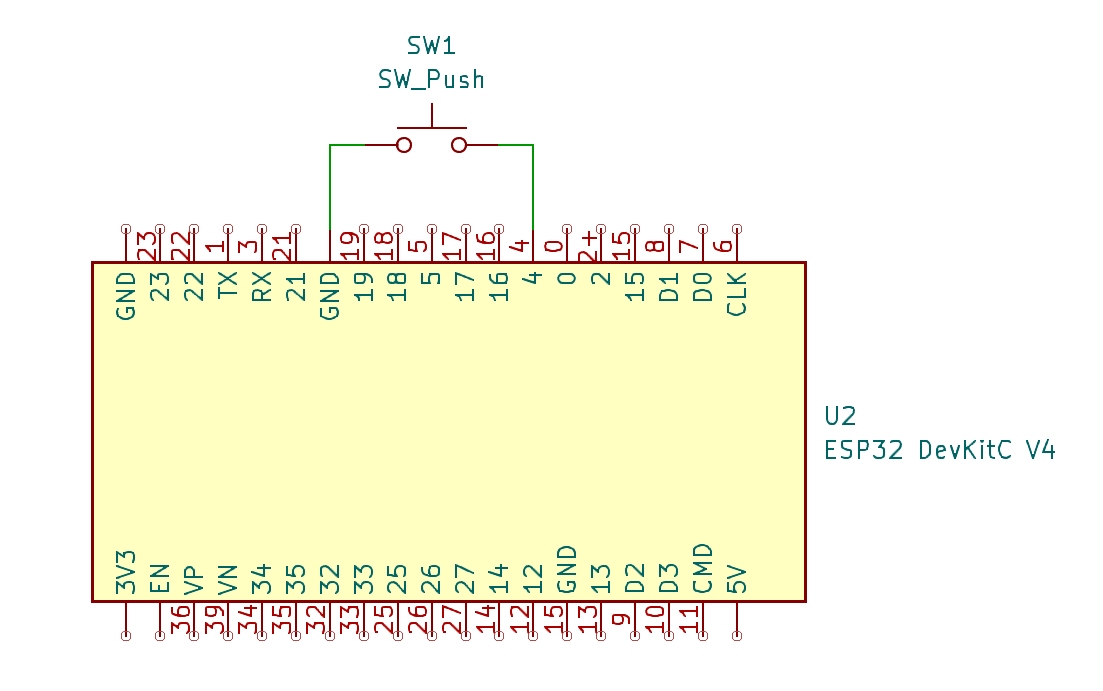 SW1
SW_Push
23 22 1 3 21 19 18 5 17 16 4 0 2+ 15 8 7 6
GND 23 22 TX RX 21 GND 19 18 5 17 16 4 0 2 15 D1 D0 CLK
U2
ESP32 DevKitC V4
3V3 EN VP VN 34 35 32 33 25 26 27 14 12 GND 13 D2 D3 CMD 5V
36 39 34 35 32 33 25 26 27 14 12 15 13 9 10 11